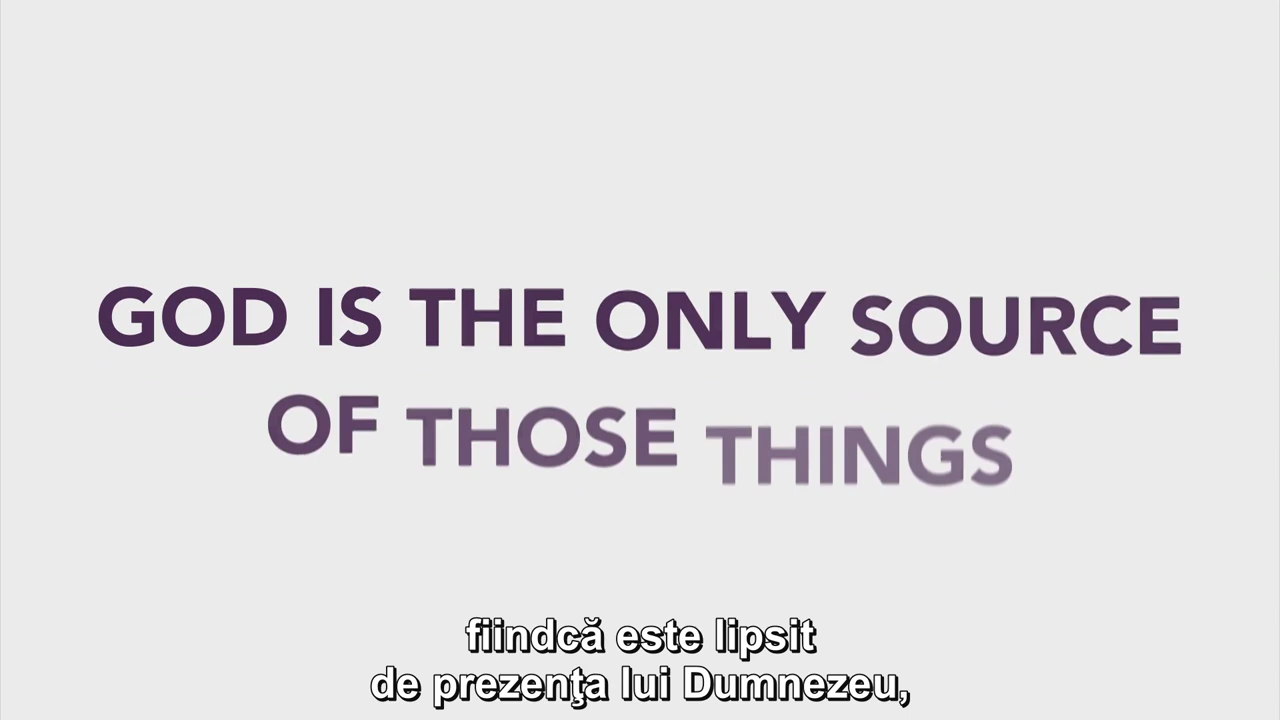 GOD IS THE ONLY SOURCE
OF THOSE THINGS
fiindcă este lipsit
de prezenţa lui Dumnezeu,